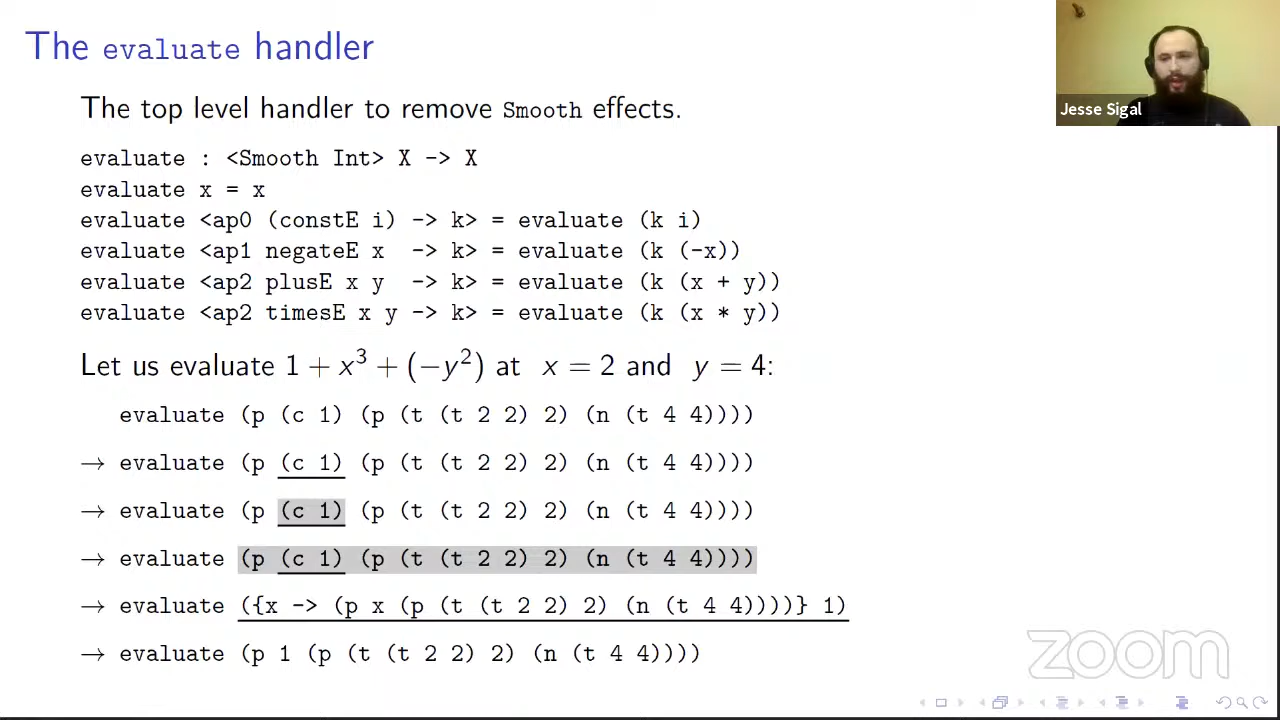 The evaluate handler
Jesse Sigal
The top level handler to remove Smooth effects.
evaluate : <Smooth Int> X -> X
evaluate x = x
evaluate <ap0 (constE i) -> k> = evaluate (k i)
evaluate <ap1 negateE x -> k> = evaluate (k (-x))
evaluate <ap2 plusE x y -> k> = evaluate (k (x + y))
evaluate <ap2 timesE x y -> k> = evaluate (k (x * y))
Let us evaluate 1 + x³ + (−y²) at x = 2 and y = 4:
evaluate (p (c 1) (p (t (t 2 2) 2) (n (t 4 4))))
→ evaluate (p (c 1) (p (t (t 2 2) 2) (n (t 4 4))))
→ evaluate (p (c 1) (p (t (t 2 2) 2) (n (t 4 4))))
→ evaluate (p (c 1) (p (t (t 2 2) 2) (n (t 4 4))))
→ evaluate ({x -> (p x (p (t (t 2 2) 2) (n (t 4 4))))} 1)
→ evaluate (p 1 (p (t (t 2 2) 2) (n (t 4 4))))
zoom